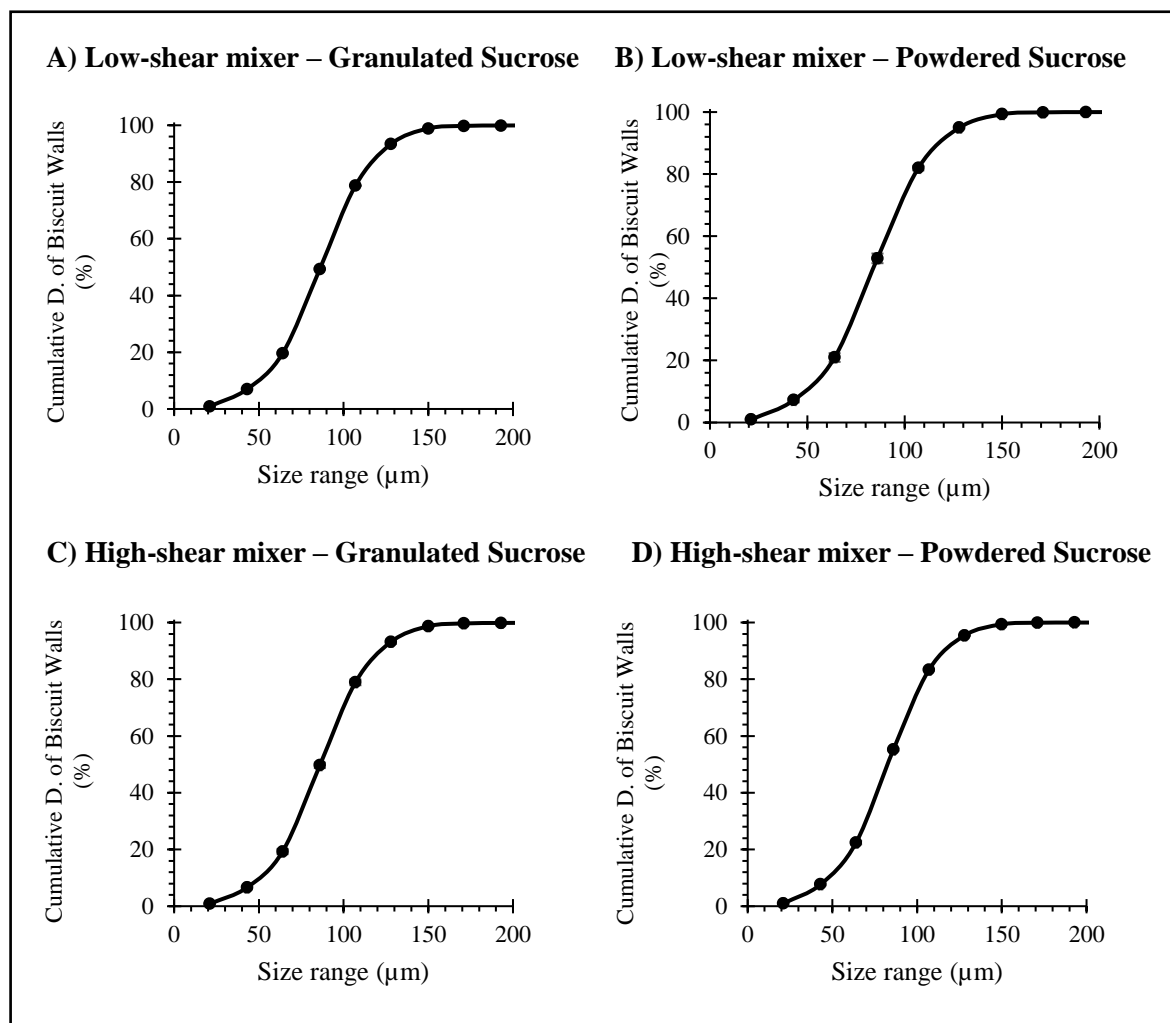 A) Low-shear mixer – Granulated Sucrose
Cumulative D. of Biscuit Walls
(%)
100
80
60
40
20
0
0 50 100 150 200
Size range (µm)
B) Low-shear mixer – Powdered Sucrose
Cumulative D. of Biscuit Walls
(%)
100
80
60
40
20
0
0 50 100 150 200
Size range (µm)
C) High-shear mixer – Granulated Sucrose
Cumulative D. of Biscuit Walls
(%)
100
80
60
40
20
0
0 50 100 150 200
Size range (µm)
D) High-shear mixer – Powdered Sucrose
Cumulative D. of Biscuit Walls
(%)
100
80
60
40
20
0
0 50 100 150 200
Size range (µm)